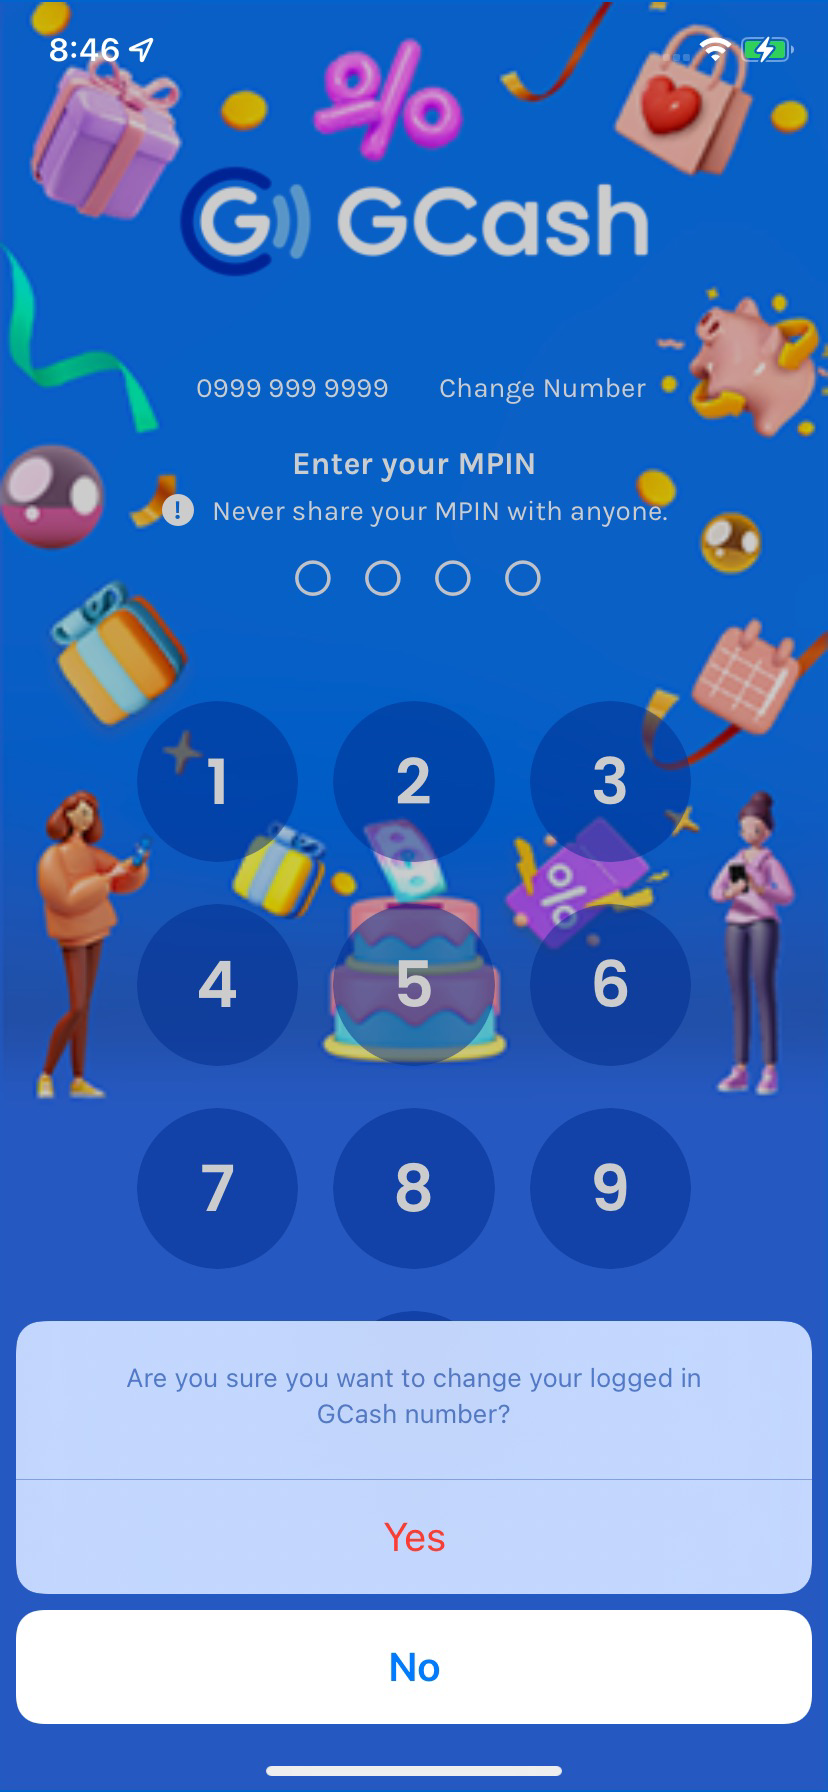 8:46
GCash
0999 999 9999 Change Number
Enter your MPIN
! Never share your MPIN with anyone.
1 2 3
4 5 6
7 8 9
Are you sure you want to change your logged in
GCash number?
Yes
No